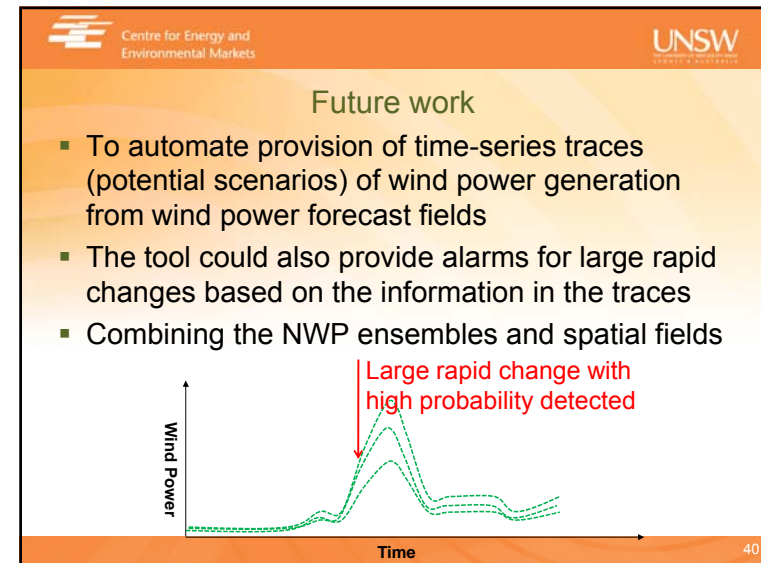 Centre for Energy and
Environmental Markets
UNSW
Future work
▪ To automate provision of time-series traces
(potential scenarios) of wind power generation
from wind power forecast fields
▪ The tool could also provide alarms for large rapid
changes based on the information in the traces
▪ Combining the NWP ensembles and spatial fields
Large rapid change with
high probability detected
Wind Power
Time
40